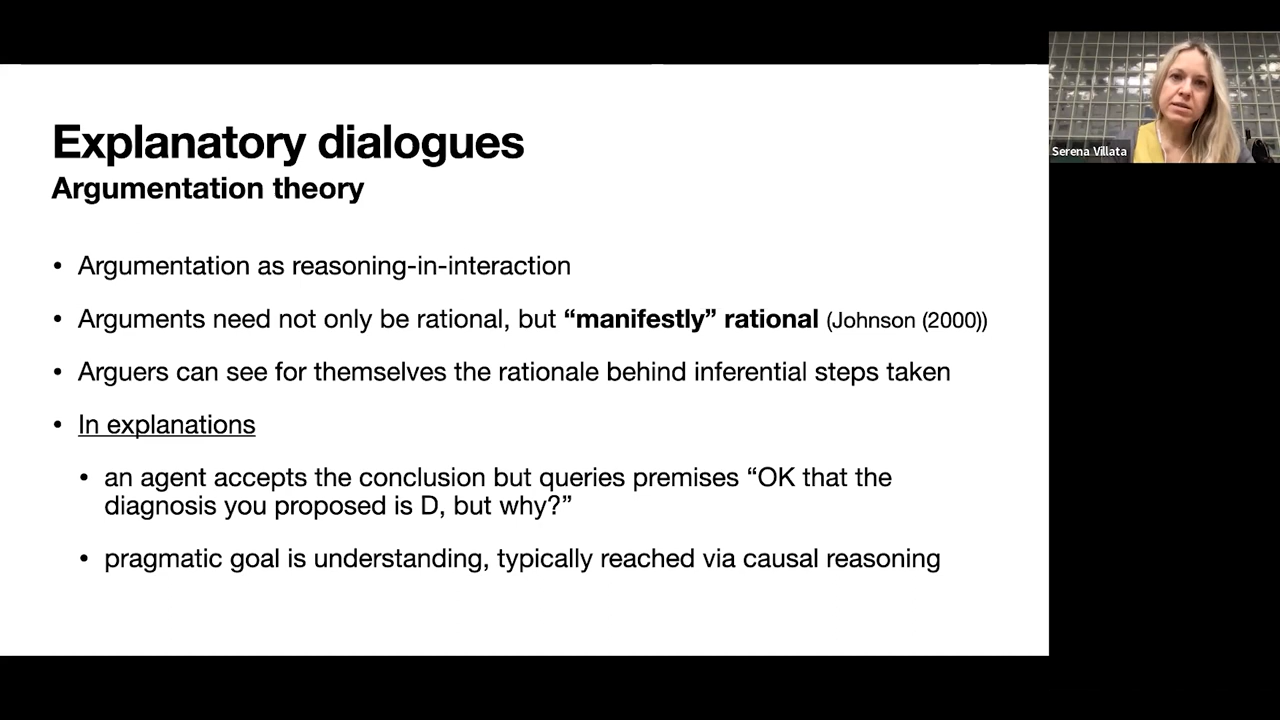 Explanatory dialogues
Argumentation theory
• Argumentation as reasoning-in-interaction
• Arguments need not only be rational, but “manifestly” rational (Johnson (2000))
• Arguers can see for themselves the rationale behind inferential steps taken
• In explanations
• an agent accepts the conclusion but queries premises “OK that the
diagnosis you proposed is D, but why?”
• pragmatic goal is understanding, typically reached via causal reasoning
Serena Villata